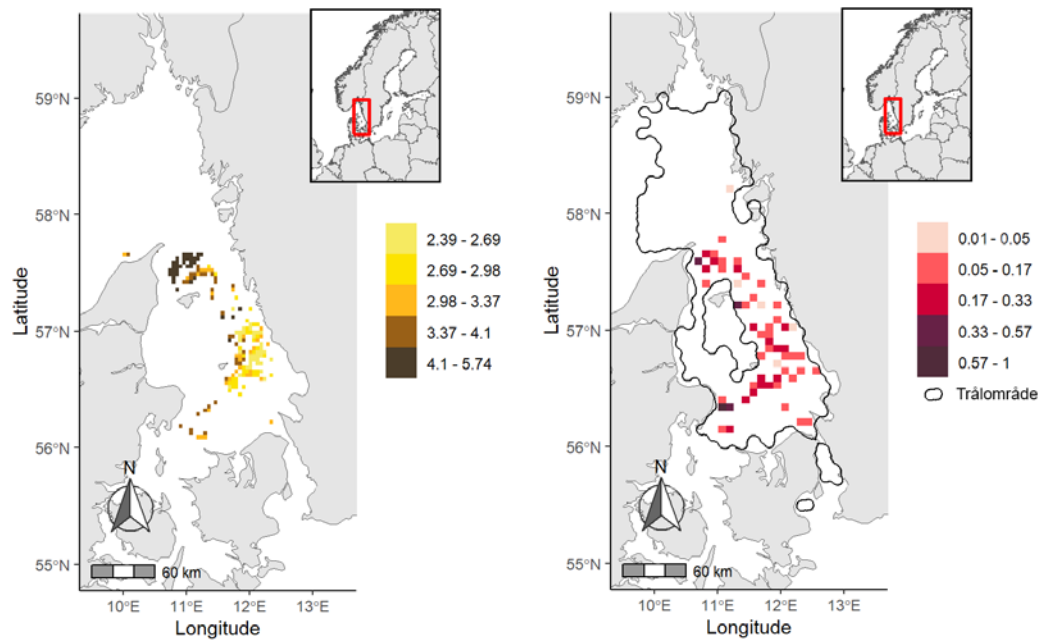 59°N
58°N
57°N
56°N
55°N
Latitude
10°E
11°E
12°E
13°E
Longitude
N
60 km
2.39 - 2.69
2.69 - 2.98
2.98 - 3.37
3.37 - 4.1
4.1 - 5.74
59°N
58°N
57°N
56°N
55°N
Latitude
10°E
11°E
12°E
13°E
Longitude
N
60 km
0.01 - 0.05
0.05 - 0.17
0.17 - 0.33
0.33 - 0.57
0.57 - 1
Trålområde